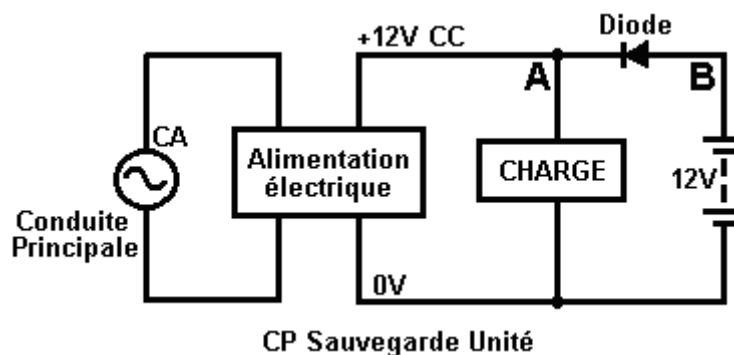 Diode
+12V CC
A
B
CA
Alimentation
électrique
CHARGE
12V
Conduite
Principale
0V
CP Sauvegarde Unité